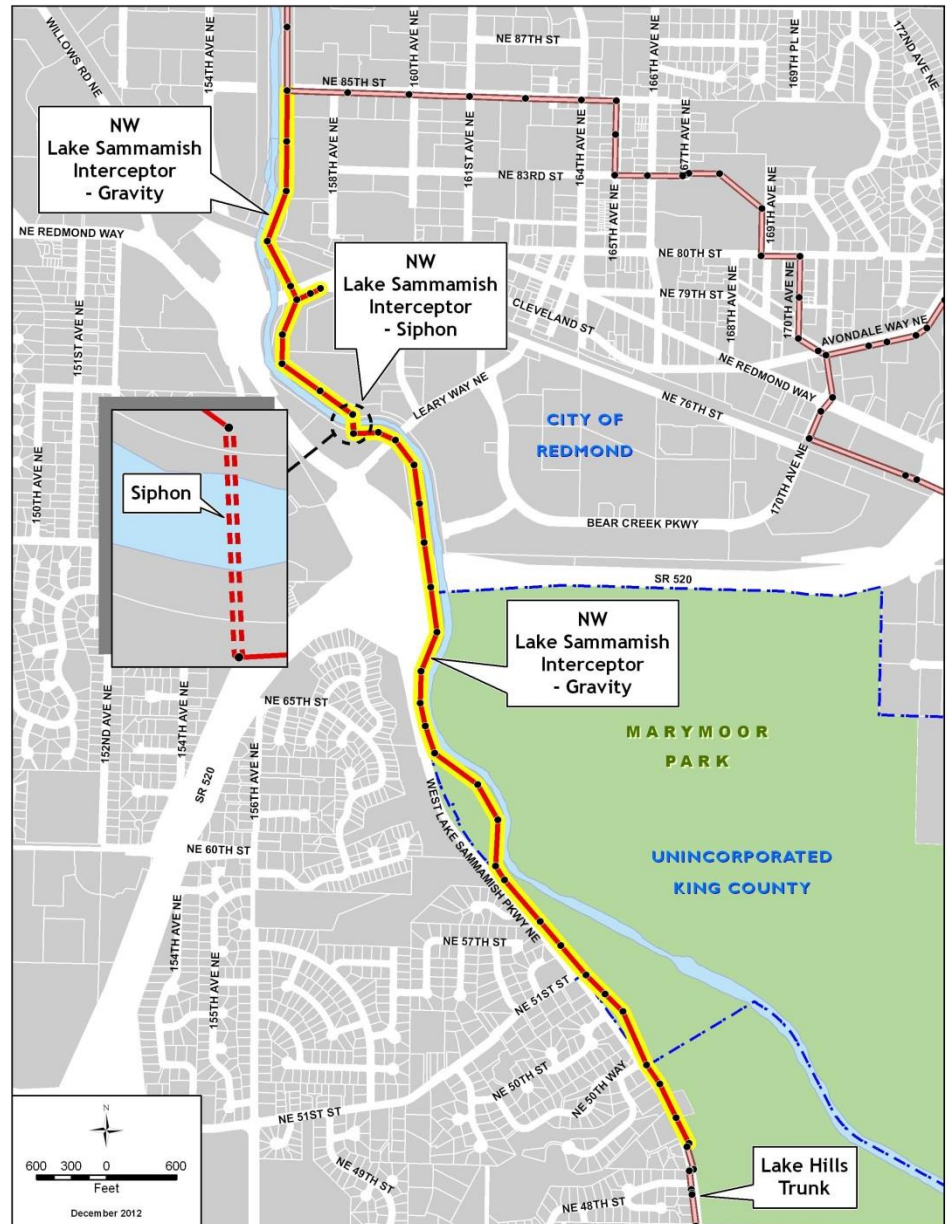 WILLOWS RD NE
154TH AVE NE
160TH AVE NE
NE 87TH ST
166TH AVE NE
169TH PL NE
172ND AVE NE
NE 85TH ST
NW
Lake Sammamish
Interceptor
- Gravity
158TH AVE NE
161ST AVE NE
164TH AVE NE
67TH AVE NE
NE 83RD ST
165TH AVE NE
169TH AVE NE
NE REDMOND WAY
NW
Lake Sammamish
Interceptor
- Siphon
NE 80TH ST
NE 79TH ST
168TH AVE NE
170TH AVE NE
CLEVELAND ST
AVONDALE WAY NE
151ST AVE NE
NE REDMOND WAY
LEARY WAY NE
NE 76TH ST
CITY OF
REDMOND
150TH AVE NE
Siphon
170TH AVE NE
BEAR CREEK PKWY
SR 520
NW
Lake Sammamish
Interceptor
- Gravity
152ND AVE NE
154TH AVE NE
NE 65TH ST
156TH AVE NE
SR 520
MARYMOOR
PARK
WEST LAKE SAMMAMISH PKWY NE
NE 60TH ST
UNINCORPORATED
KING COUNTY
154TH AVE NE
155TH AVE NE
NE 57TH ST
NE 51ST ST
NE 50TH ST
NE 50TH WAY
NE 51ST ST
NE 49TH ST
NE 48TH ST
Lake Hills
Trunk
N
600 300 0 600
Feet
December 2012